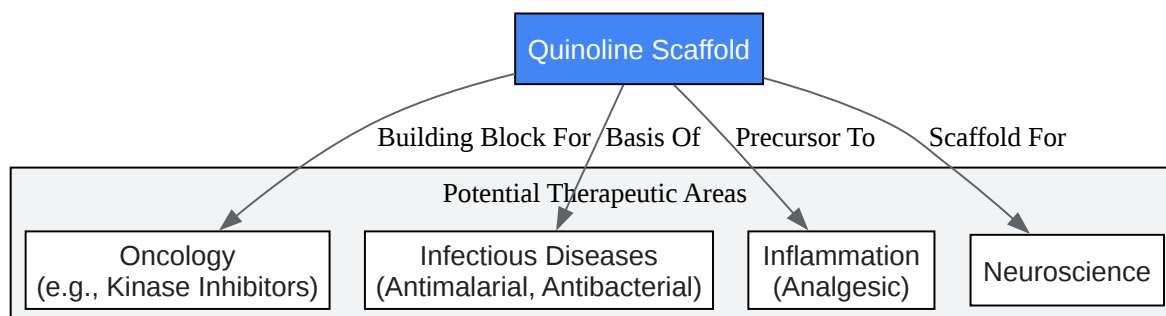 Quinoline Scaffold
Building Block For
Basis Of
Precursor To
Scaffold For
Potential Therapeutic Areas
Oncology
(e.g., Kinase Inhibitors)
Infectious Diseases
(Antimalarial, Antibacterial)
Inflammation
(Analgesic)
Neuroscience